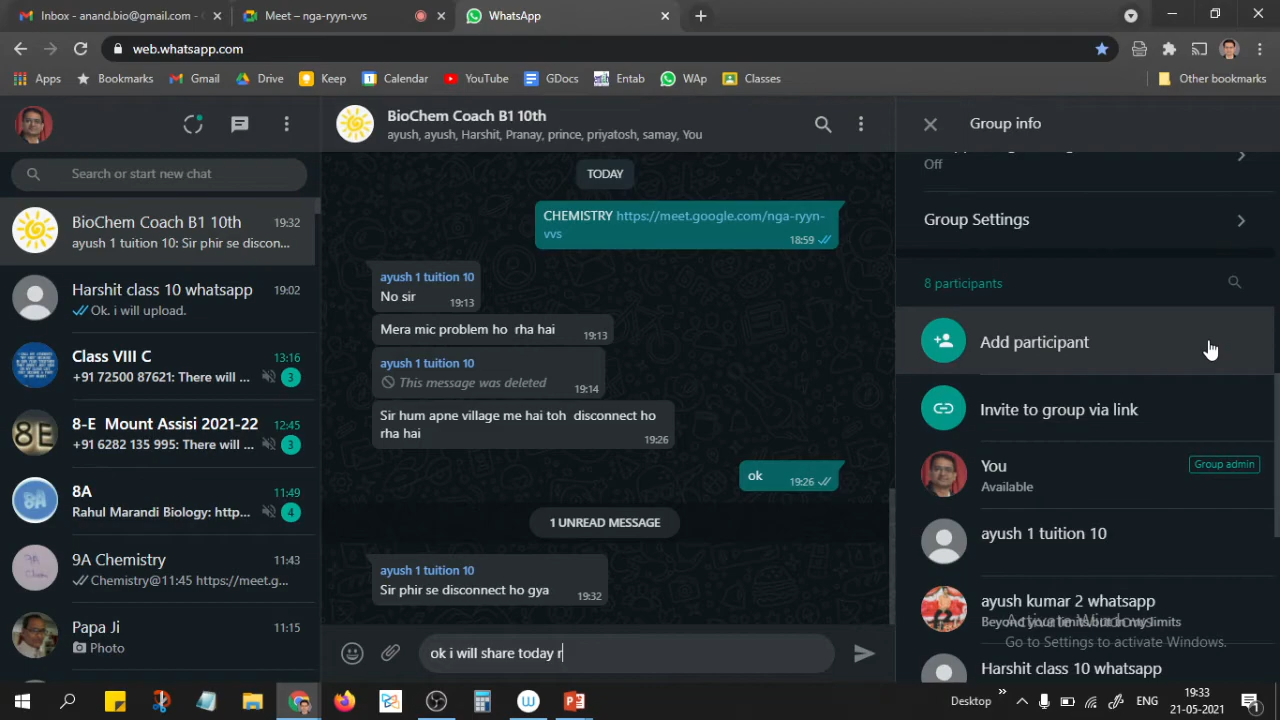 Inbox - anand.bio@gmail.com -
Meet – nga-ryyn-vvs
WhatsApp
web.whatsapp.com
Apps
Bookmarks
Gmail
Drive
Keep
Calendar
YouTube
GDocs
Entab
WAp
Classes
Other bookmarks
Search or start new chat
BioChem Coach B1 10th
19:32
ayush 1 tuition 10: Sir phir se discon...
Harshit class 10 whatsapp
19:02
Ok. i will upload.
Class VIII C
13:16
+91 72500 87621: There will ...
3
8-E Mount Assisi 2021-22
12:45
+91 6282 135 995: There will ...
3
8E
8A
11:49
Rahul Marandi Biology: http...
4
8A
9A Chemistry
11:43
Chemistry@11:45 https://meet.g...
Papa Ji
11:15
Photo
BioChem Coach B1 10th
ayush, ayush, Harshit, Pranay, prince, priyatosh, samay, You
TODAY
CHEMISTRY https://meet.google.com/nga-ryyn-
vvs
18:59
ayush 1 tuition 10
No sir
19:13
Mera mic problem ho rha hai
19:13
ayush 1 tuition 10
This message was deleted
19:14
Sir hum apne village me hai toh disconnect ho
rha hai
19:26
ok
19:26
1 UNREAD MESSAGE
ayush 1 tuition 10
Sir phir se disconnect ho gya
19:32
ok i will share today r
Group info
Off
Group Settings
8 participants
Add participant
Invite to group via link
You
Group admin
Available
ayush 1 tuition 10
ayush kumar 2 whatsapp
Beyond your limits but in my limits
Harshit class 10 whatsapp
Activate Windows
Go to Settings to activate Windows.
Desktop
ENG
19:33
21-05-2021
1